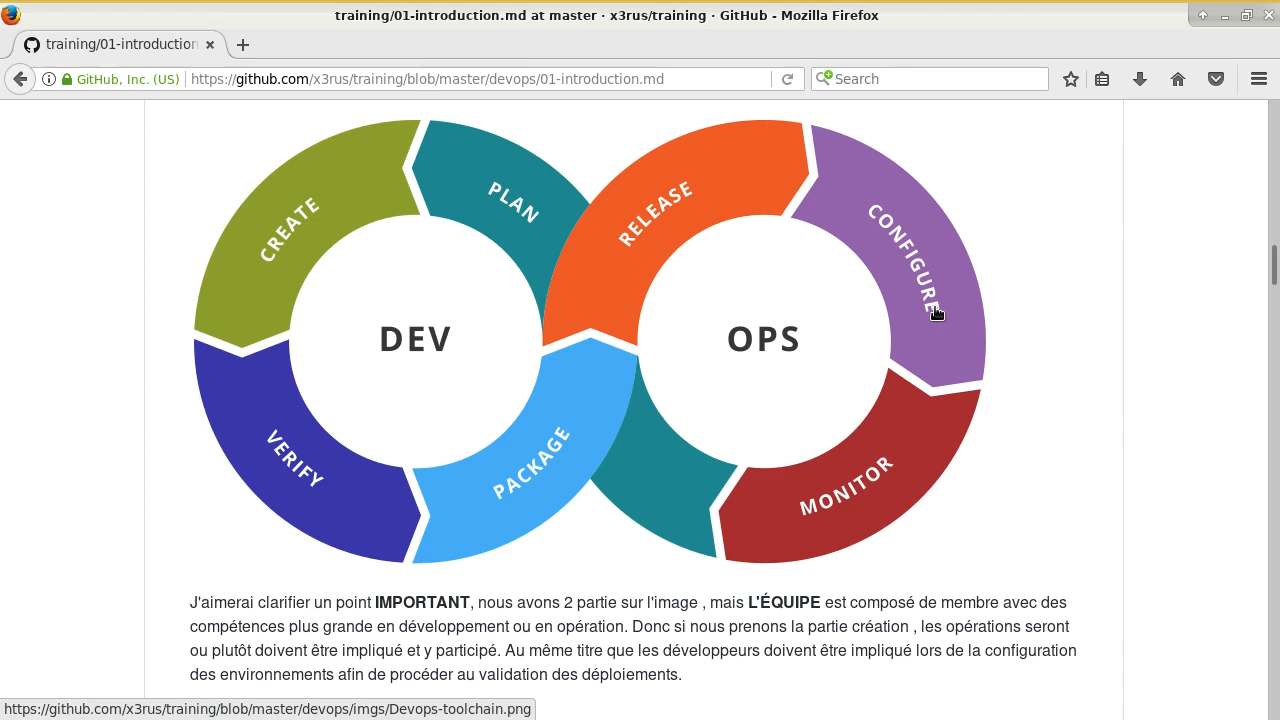 training/01-introduction.md at master · x3rus/training · GitHub - Mozilla Firefox
training/01-introduction
GitHub, Inc. (US)
https://github.com/x3rus/training/blob/master/devops/01-introduction.md
Search
CREATE
PLAN
RELEASE
CONFIGURE
DEV
OPS
VERIFY
PACKAGE
MONITOR
J'aimerai clarifier un point IMPORTANT, nous avons 2 partie sur l'image , mais L'ÉQUIPE est composé de membre avec des
compétences plus grande en développement ou en opération. Donc si nous prenons la partie création , les opérations seront
ou plutôt doivent être impliqué et y participé. Au même titre que les développeurs doivent être impliqué lors de la configuration
des environnements afin de procéder au validation des déploiements.
https://github.com/x3rus/training/blob/master/devops/imgs/Devops-toolchain.png